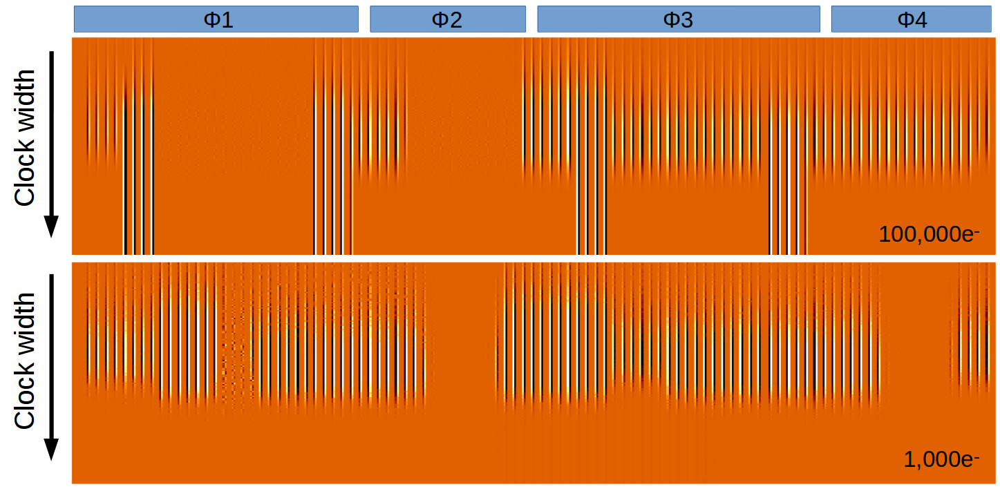 Φ1 Φ2 Φ3 Φ4
Clock width
100,000e-
Clock width
1,000e-